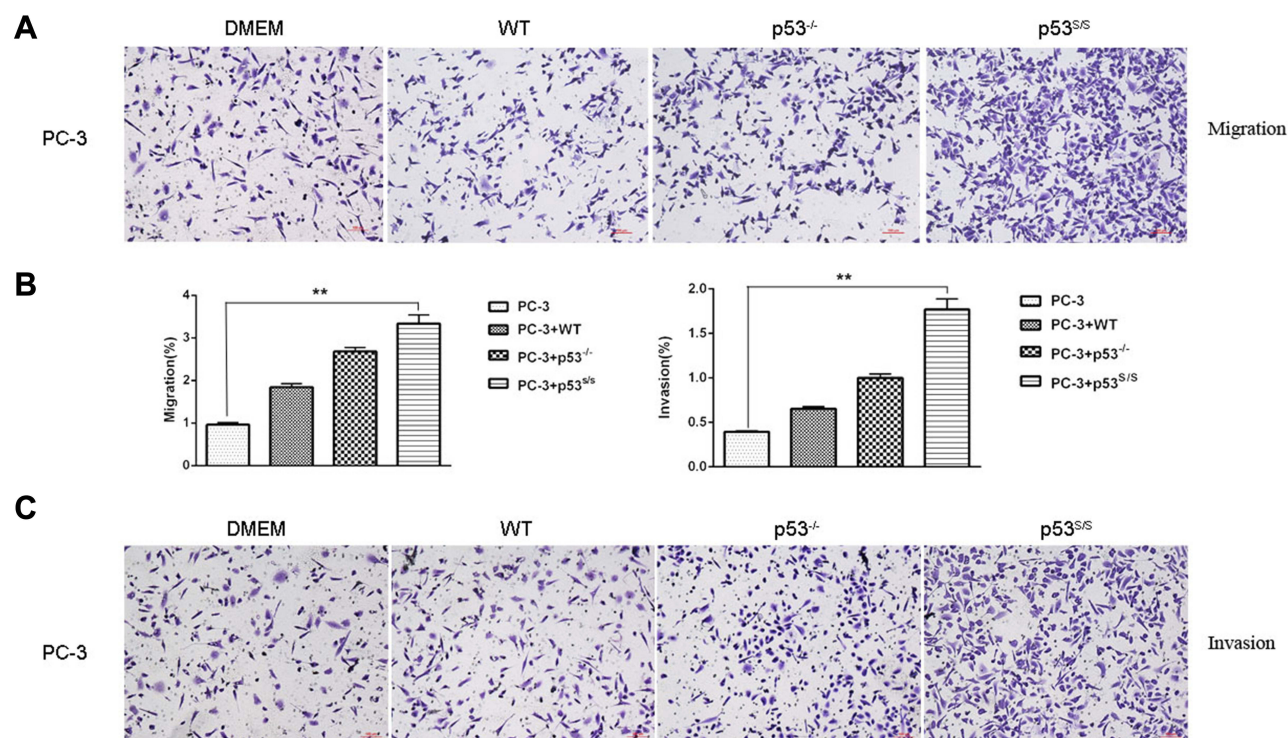 A
DMEM WT p53-/- p53S/S
PC-3
Migration
B
**
Migration(%)
4
3
2
1
0
PC-3
PC-3+WT
PC-3+p53-/-
PC-3+p53s/s
**
Invasion(%)
2.0
1.5
1.0
0.5
0.0
PC-3
PC-3+WT
PC-3+p53-/-
PC-3+p53S/S
C
DMEM WT p53-/- p53S/S
PC-3
Invasion